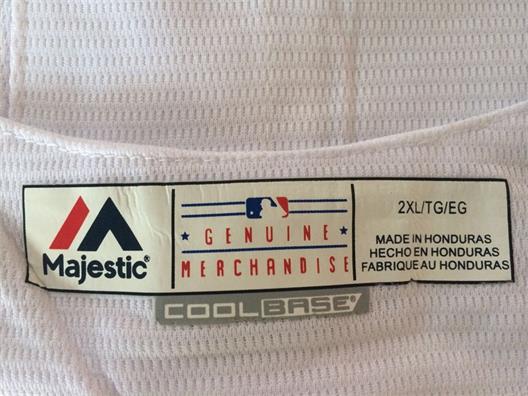 Majestic®
GENUINE
MERCHANDISE
2XL/TG/EG
MADE IN HONDURAS
HECHO EN HONDURAS
FABRIQUE AU HONDURAS
COOLBASE®